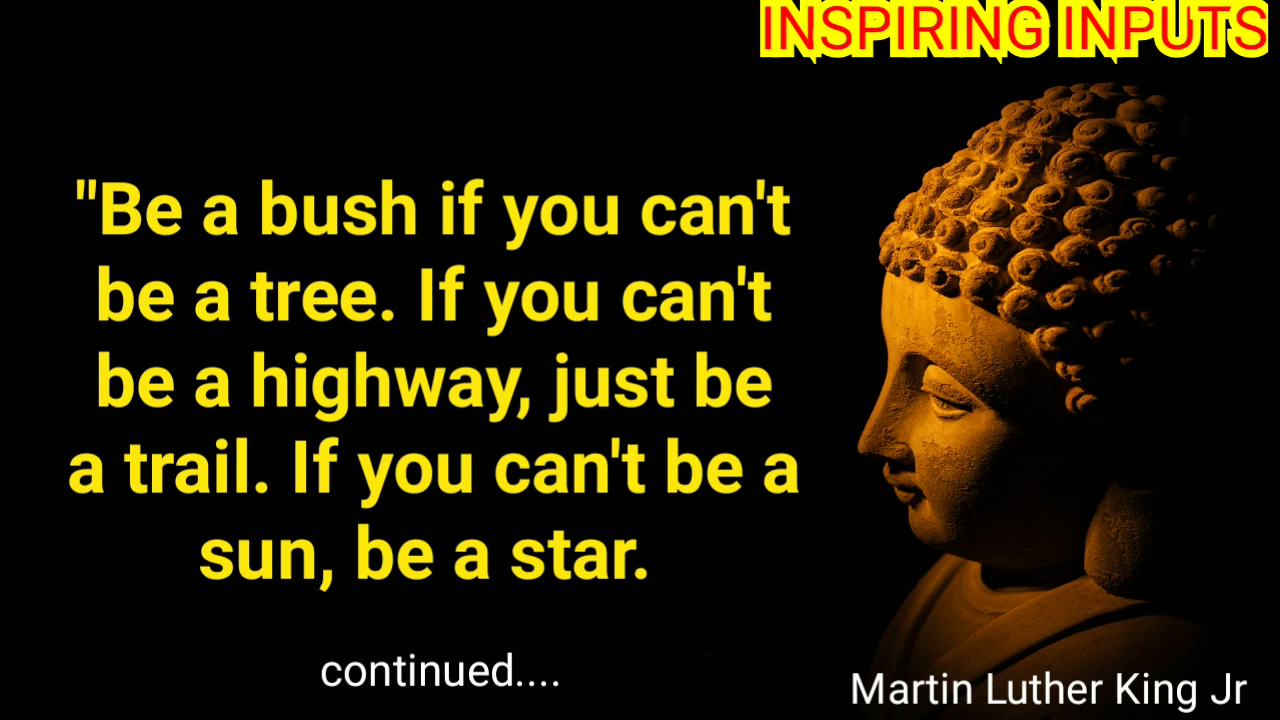 INSPIRING INPUTS
"Be a bush if you can't
be a tree. If you can't
be a highway, just be
a trail. If you can't be a
sun, be a star.
continued....
Martin Luther King Jr